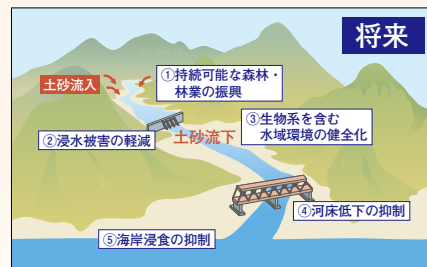 将来
土砂流入
①持続可能な森林・
林業の振興
②浸水被害の軽減
土砂流下
③生物系を含む
水域環境の健全化
④河床低下の抑制
⑤海岸浸食の抑制